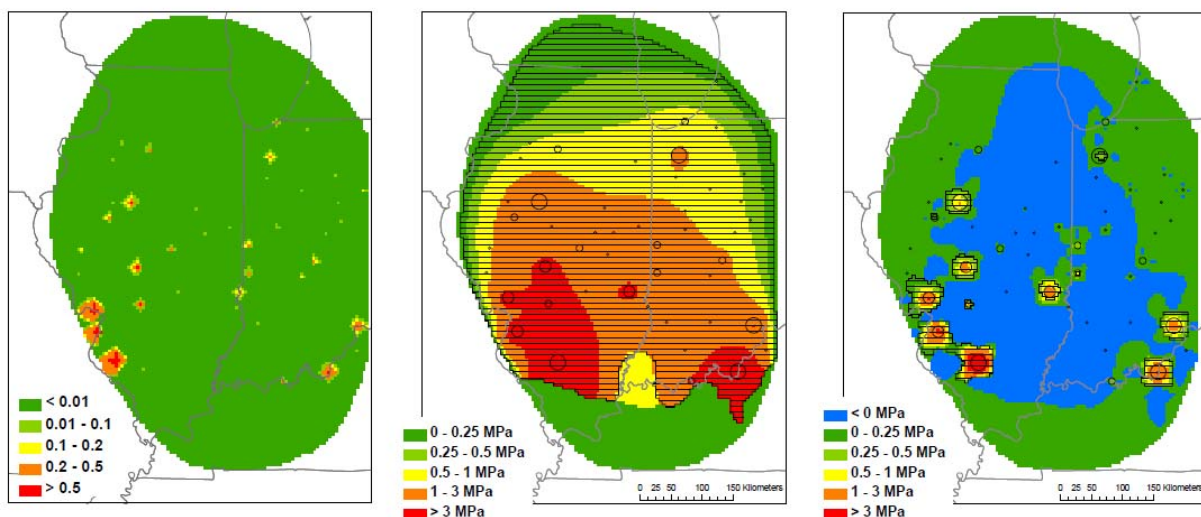 < 0.01
0.01 - 0.1
0.1 - 0.2
0.2 - 0.5
> 0.5
0 - 0.25 MPa
0.25 - 0.5 MPa
0.5 - 1 MPa
1 - 3 MPa
> 3 MPa
0 25 50 100 150 Kilometers
< 0 MPa
0 - 0.25 MPa
0.25 - 0.5 MPa
0.5 - 1 MPa
1 - 3 MPa
> 3 MPa
0 25 50 100 150 Kilometers